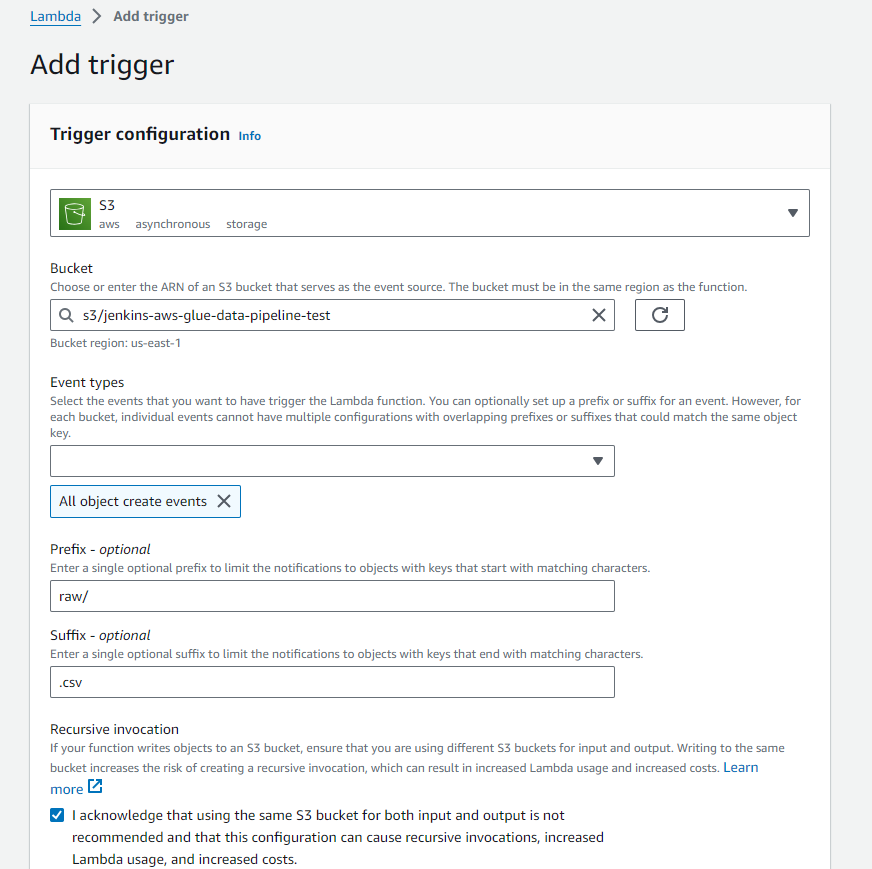 Lambda > Add trigger
Add trigger
Trigger configuration Info
S3
aws asynchronous storage
Bucket
Choose or enter the ARN of an S3 bucket that serves as the event source. The bucket must be in the same region as the function.
s3/jenkins-aws-glue-data-pipeline-test
Bucket region: us-east-1
Event types
Select the events that you want to have trigger the Lambda function. You can optionally set up a prefix or suffix for an event. However, for
each bucket, individual events cannot have multiple configurations with overlapping prefixes or suffixes that could match the same object
key.
All object create events
Prefix - optional
Enter a single optional prefix to limit the notifications to objects with keys that start with matching characters.
raw/
Suffix - optional
Enter a single optional suffix to limit the notifications to objects with keys that end with matching characters.
.csv
Recursive invocation
If your function writes objects to an S3 bucket, ensure that you are using different S3 buckets for input and output. Writing to the same
bucket increases the risk of creating a recursive invocation, which can result in increased Lambda usage and increased costs. Learn
more
I acknowledge that using the same S3 bucket for both input and output is not
recommended and that this configuration can cause recursive invocations, increased
Lambda usage, and increased costs.